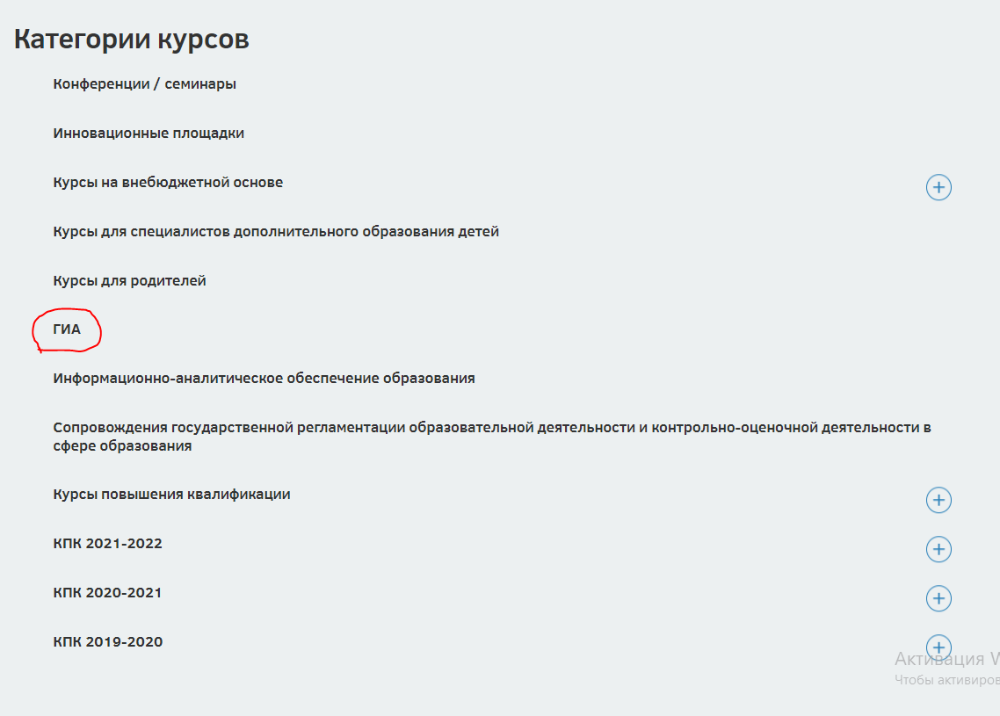 Категории курсов
Конференции / семинары
Инновационные площадки
Курсы на внебюджетной основе
Курсы для специалистов дополнительного образования детей
Курсы для родителей
ГИА
Информационно-аналитическое обеспечение образования
Сопровождения государственной регламентации образовательной деятельности и контрольно-оценочной деятельности в
сфере образования
Курсы повышения квалификации
КПК 2021-2022
КПК 2020-2021
КПК 2019-2020
Активация W
Чтобы активиров